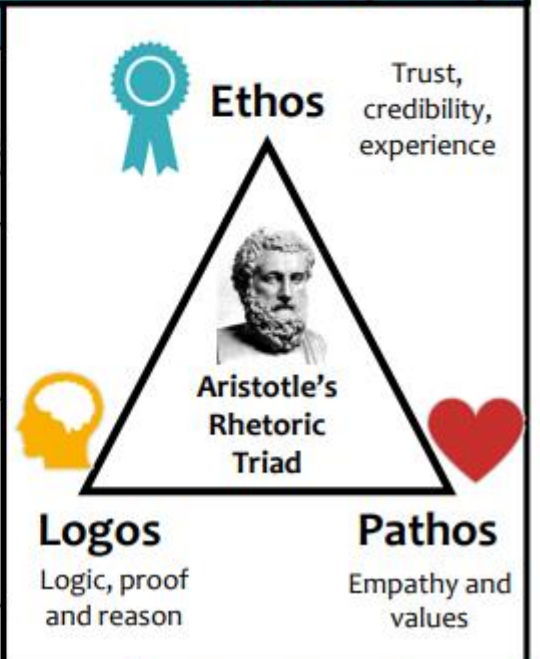 Ethos
Trust,
credibility,
experience
Aristotle's
Rhetoric
Triad
Logos
Logic, proof
and reason
Pathos
Empathy and
values